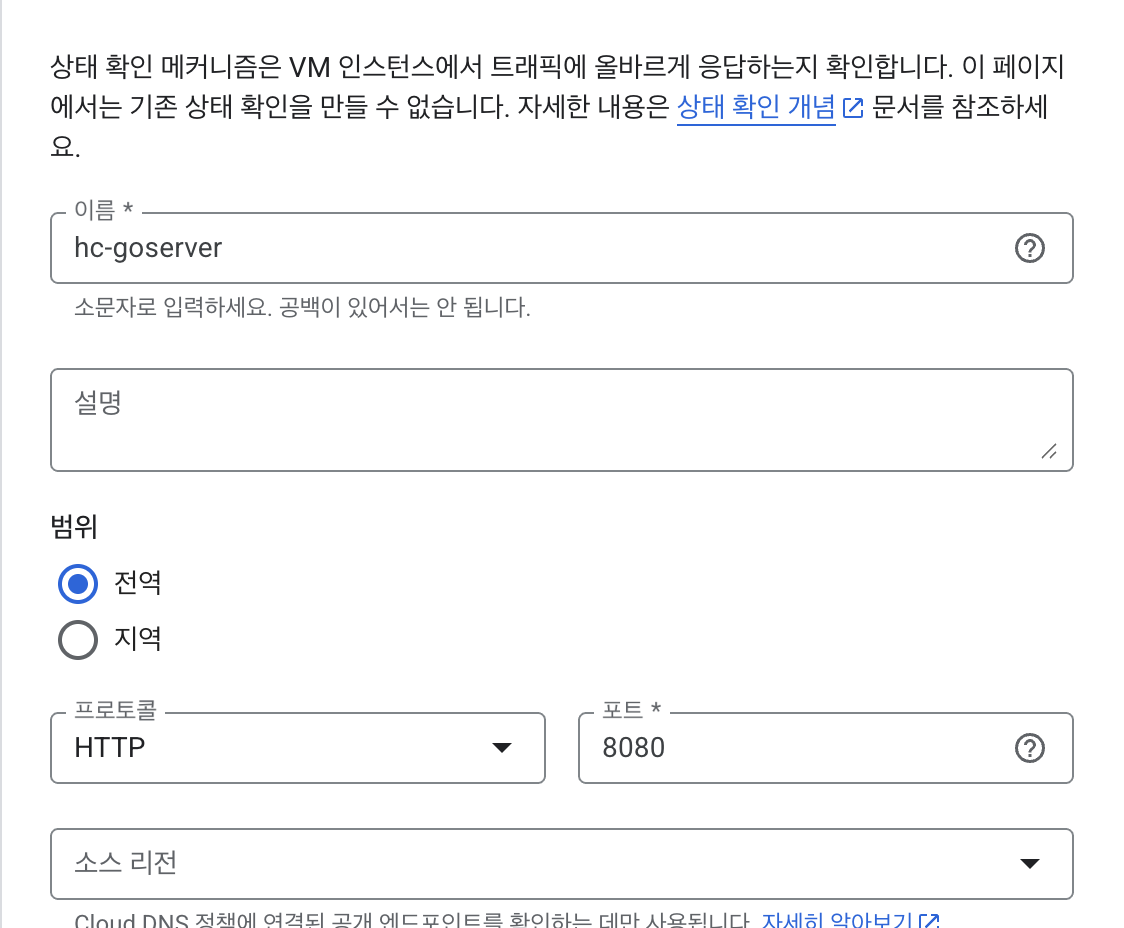 상태 확인 메커니즘은 VM 인스턴스에서 트래픽에 올바르게 응답하는지 확인합니다. 이 페이지
에서는 기존 상태 확인을 만들 수 없습니다. 자세한 내용은 상태 확인 개념 문서를 참조하세
요.
이름 *
hc-goserver
소문자로 입력하세요. 공백이 있어서는 안 됩니다.
설명
범위
전역
지역
프로토콜
HTTP
포트 *
8080
소스 리전
Cloud DNS 정책에 연결된 공개 엔드포인트를 확인하는 데만 사용됩니다. 자세히 알아보기